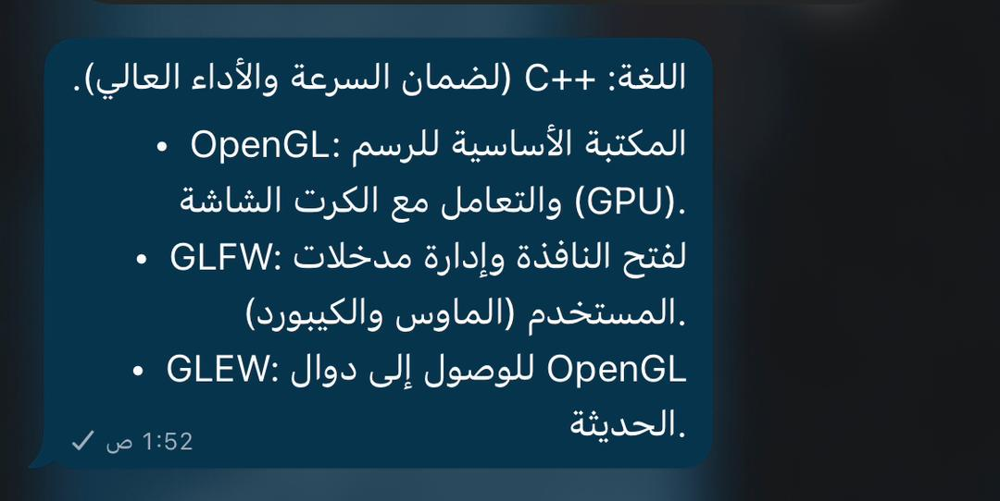 اللغة: C++ (لضمان السرعة والأداء العالي).
• OpenGL: المكتبة الأساسية للرسم
والتعامل مع الكرت الشاشة (GPU).
• GLFW: لفتح النافذة وإدارة مدخلات
المستخدم (الماوس والكيبورد).
• GLEW: للوصول إلى دوال OpenGL
الحديثة.
1:52 ص